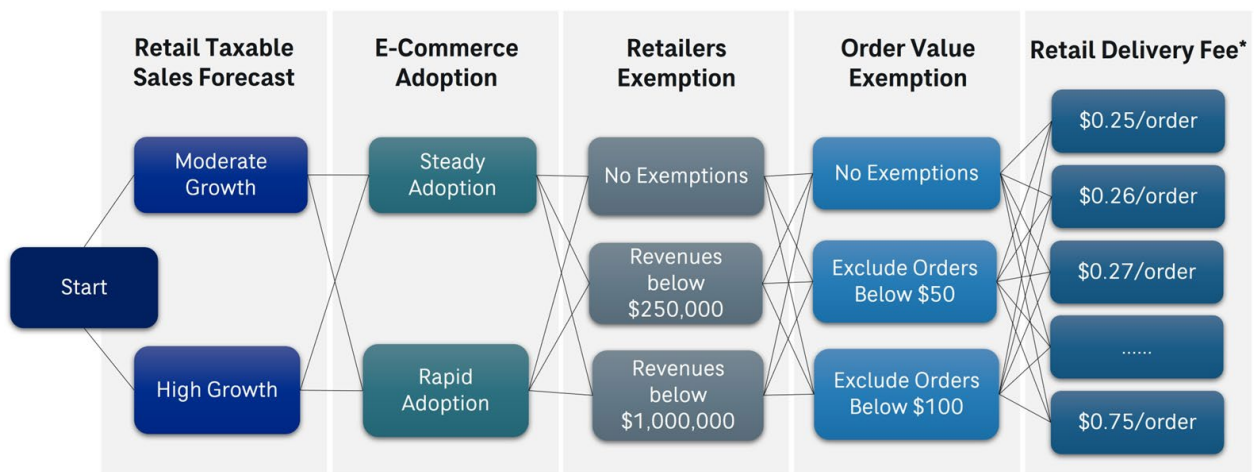 Retail Taxable
Sales Forecast
E-Commerce
Adoption
Retailers
Exemption
Order Value
Exemption
Retail Delivery Fee*
Start
Moderate
Growth
High Growth
Steady
Adoption
Rapid
Adoption
No Exemptions
Revenues
below
$250,000
Revenues
below
$1,000,000
No Exemptions
Exclude Orders
Below $50
Exclude Orders
Below $100
$0.25/order
$0.26/order
$0.27/order
......
$0.75/order